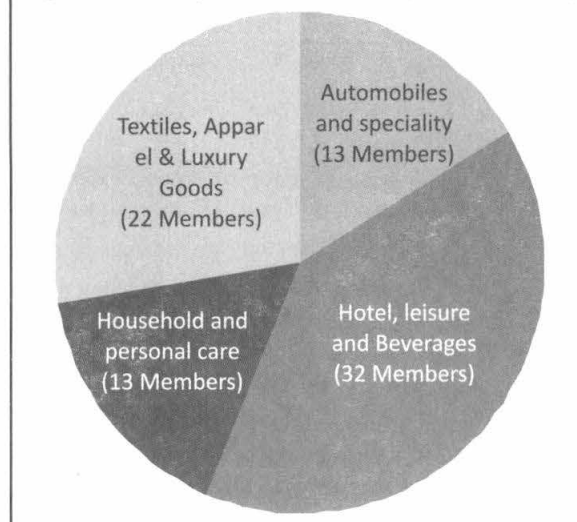 Automobiles
and speciality
(13 Members)
Textiles, Appar
el & Luxury
Goods
(22 Members)
Hotel, leisure
and Beverages
(32 Members)
Household and
personal care
(13 Members)